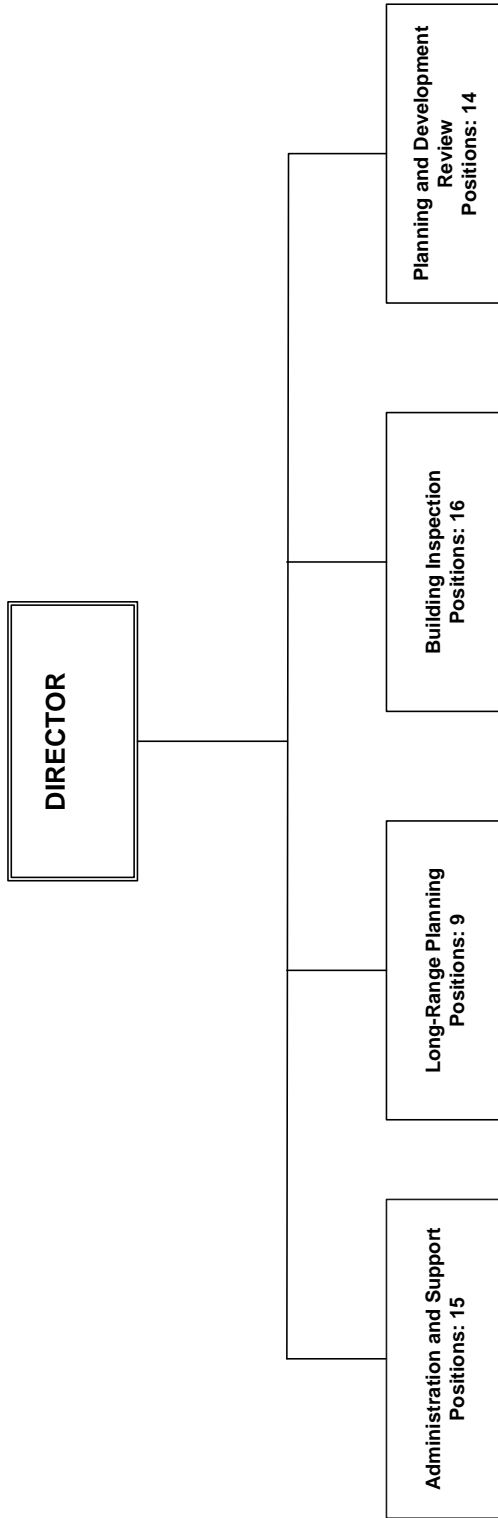 DIRECTOR
Administration and Support
Positions: 15
Long-Range Planning
Positions: 9
Building Inspection
Positions: 16
Planning and Development
Review
Positions: 14